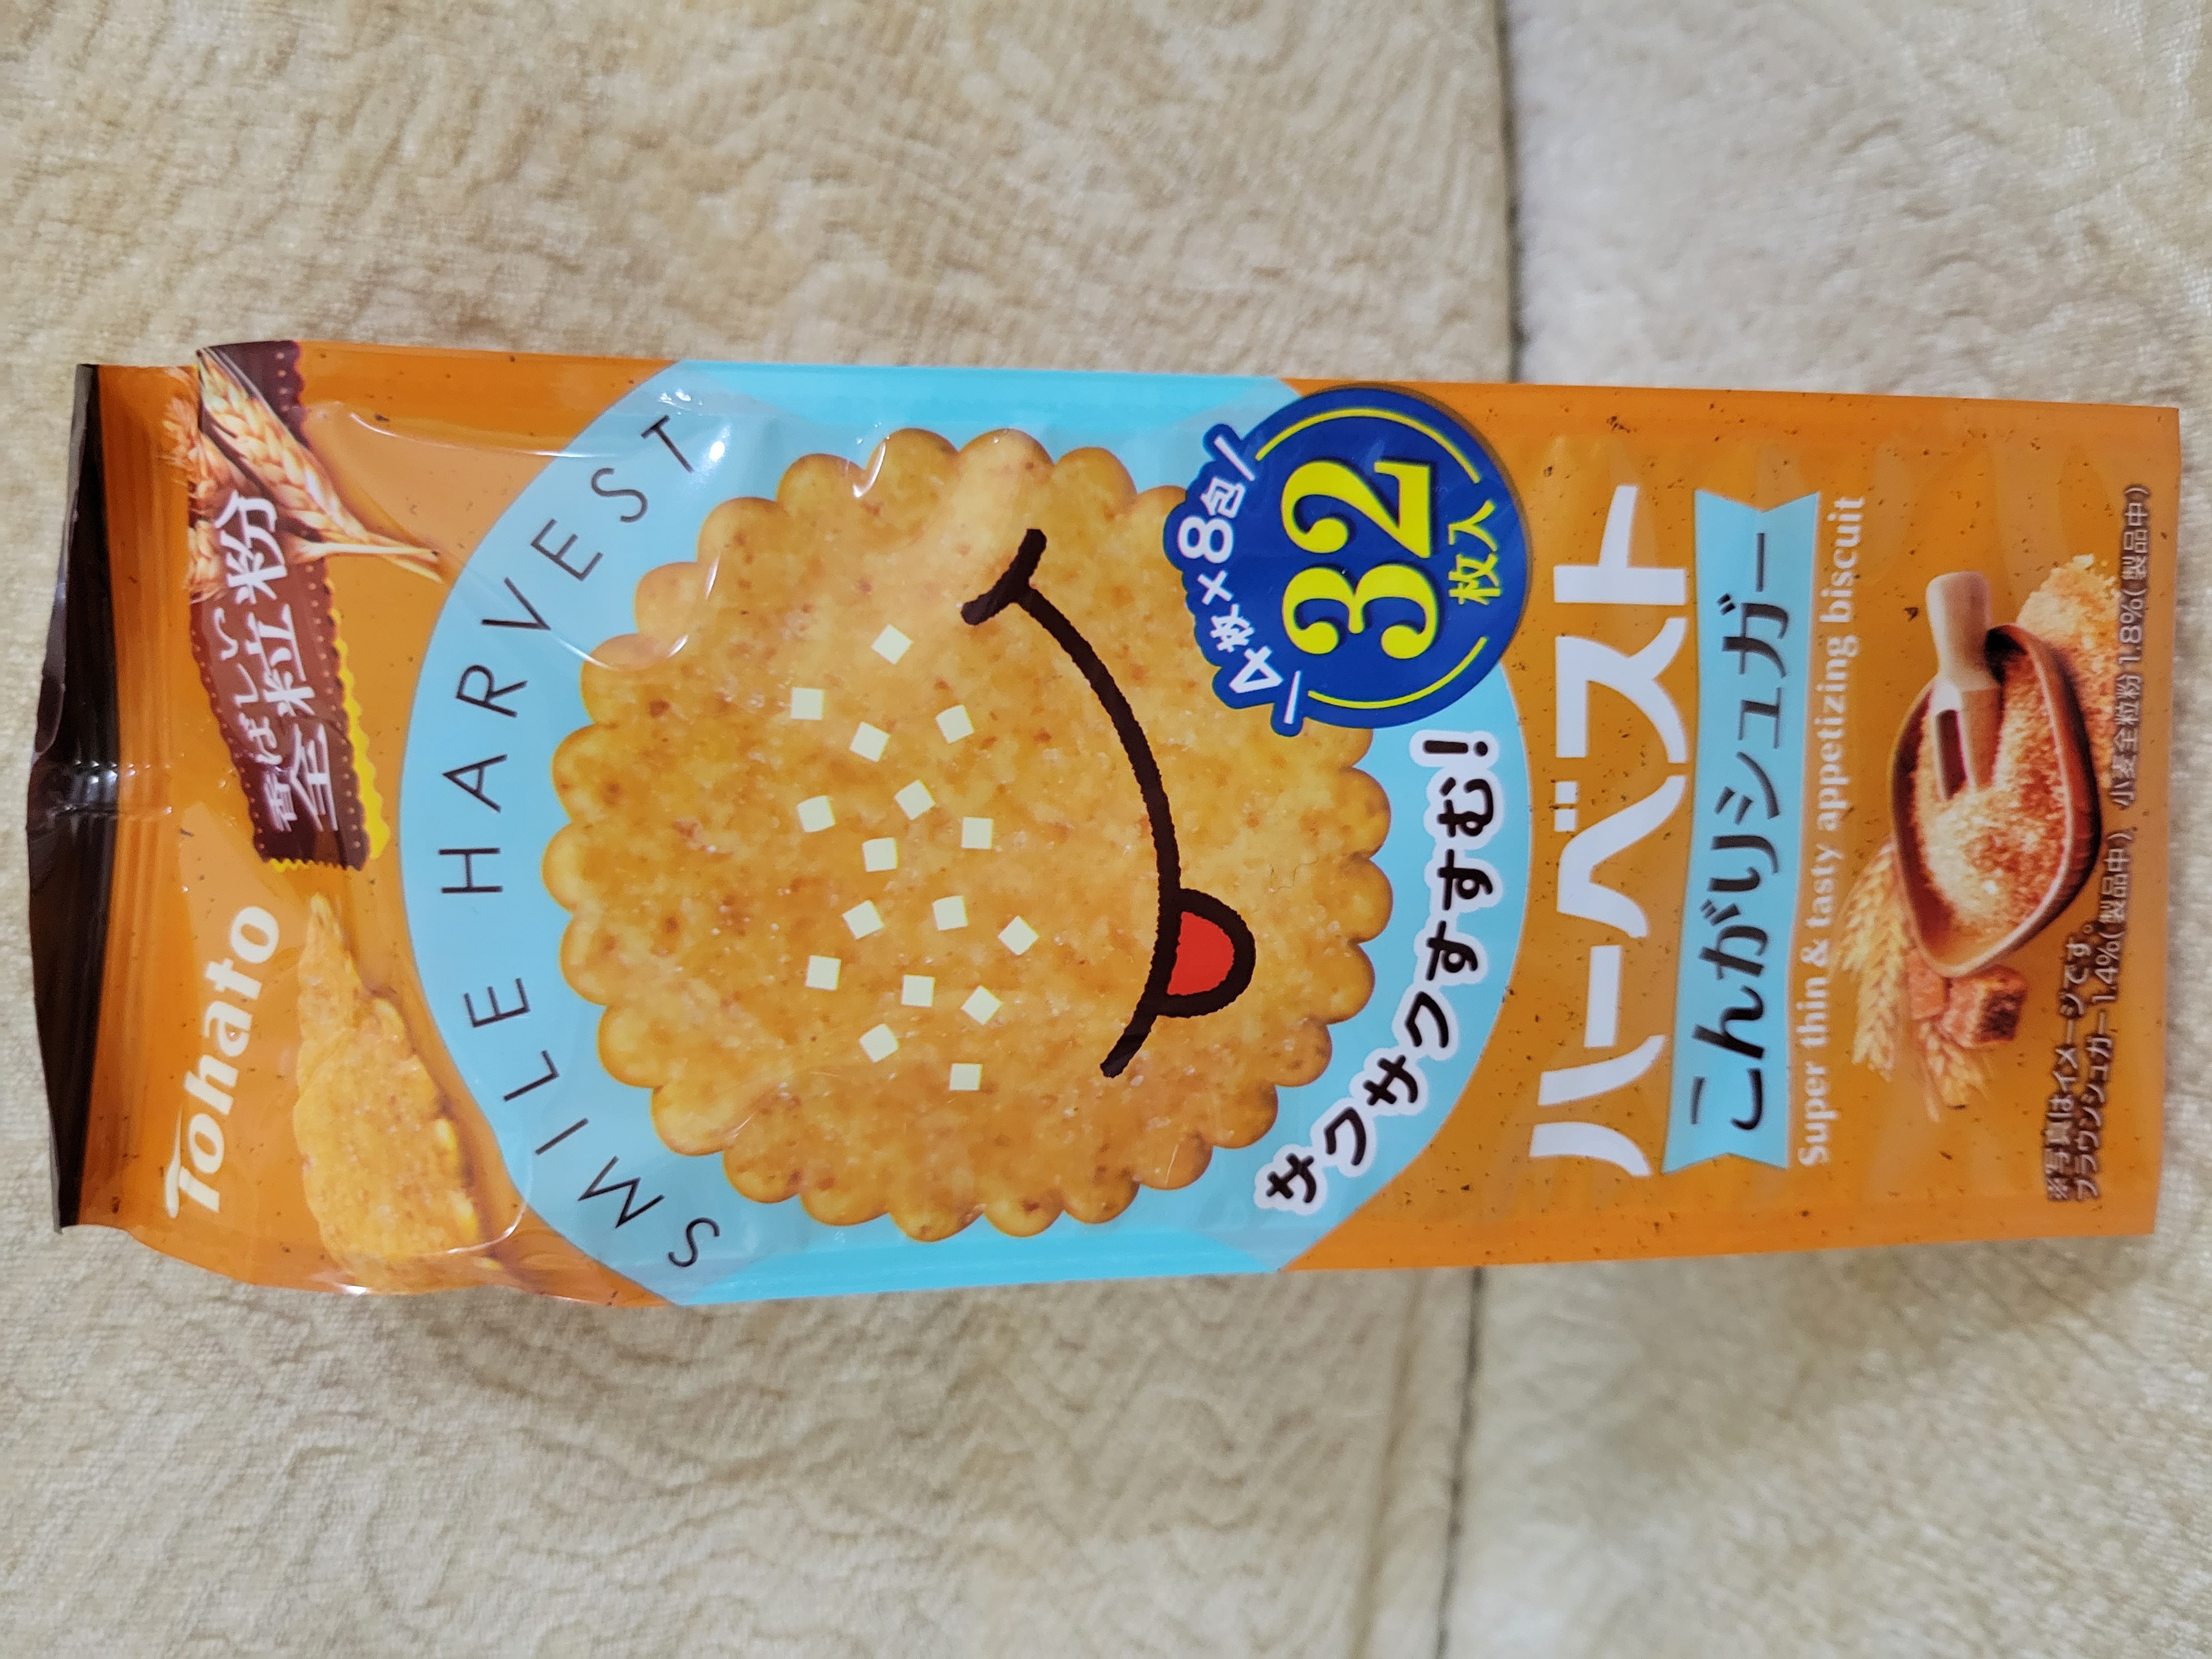 Tohato
香ばしい
全粒粉
SMILE HARVEST
4枚×8包
32
枚入
サクサクすすむ!
ハーベスト
こんがりシュガー
Super thin & tasty appetizing biscuit
※写真はイメージです。
ブラウンシュガー1.4%(製品中)、小麦全粒粉1.8%(製品中)